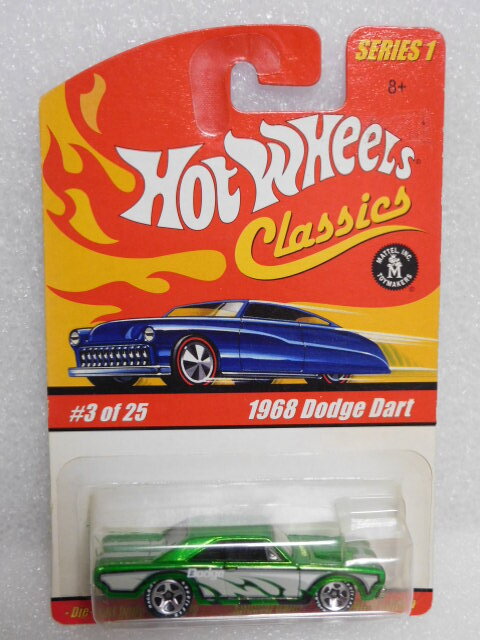 SERIES 1
8+
Hot Wheels
Classics
MATTEL, INC.
M
TOYMAKERS
#3 of 25
1968 Dodge Dart
Dodge